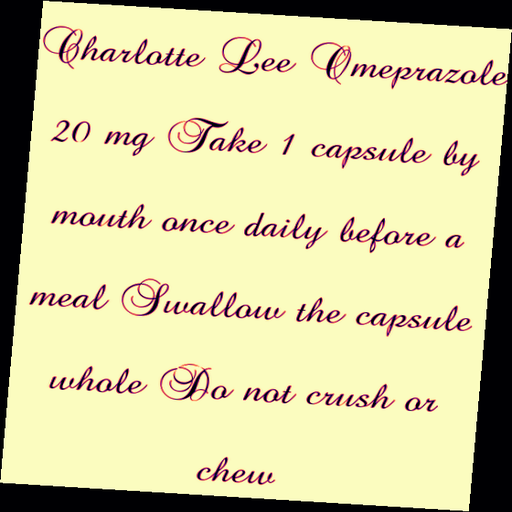 Charlotte Lee Omeprazole
20 mg Take 1 capsule by
mouth once daily before a
meal Swallow the capsule
whole Do not crush or
chew